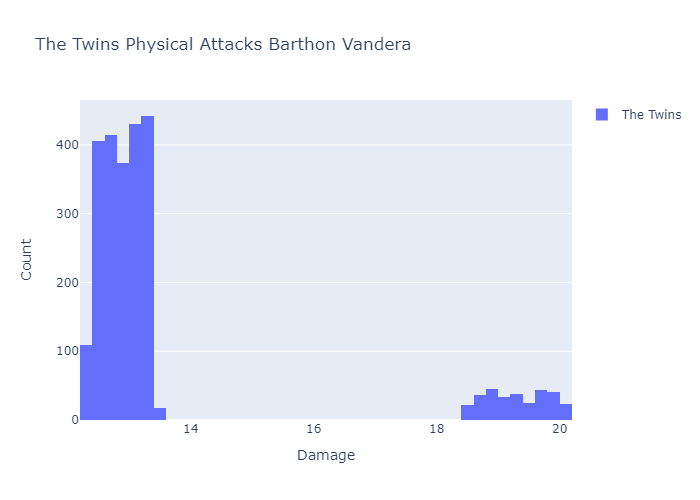 The Twins Physical Attacks Barthon Vandera
The Twins
400
300
200
100
0
14
16
18
20
Count
Damage